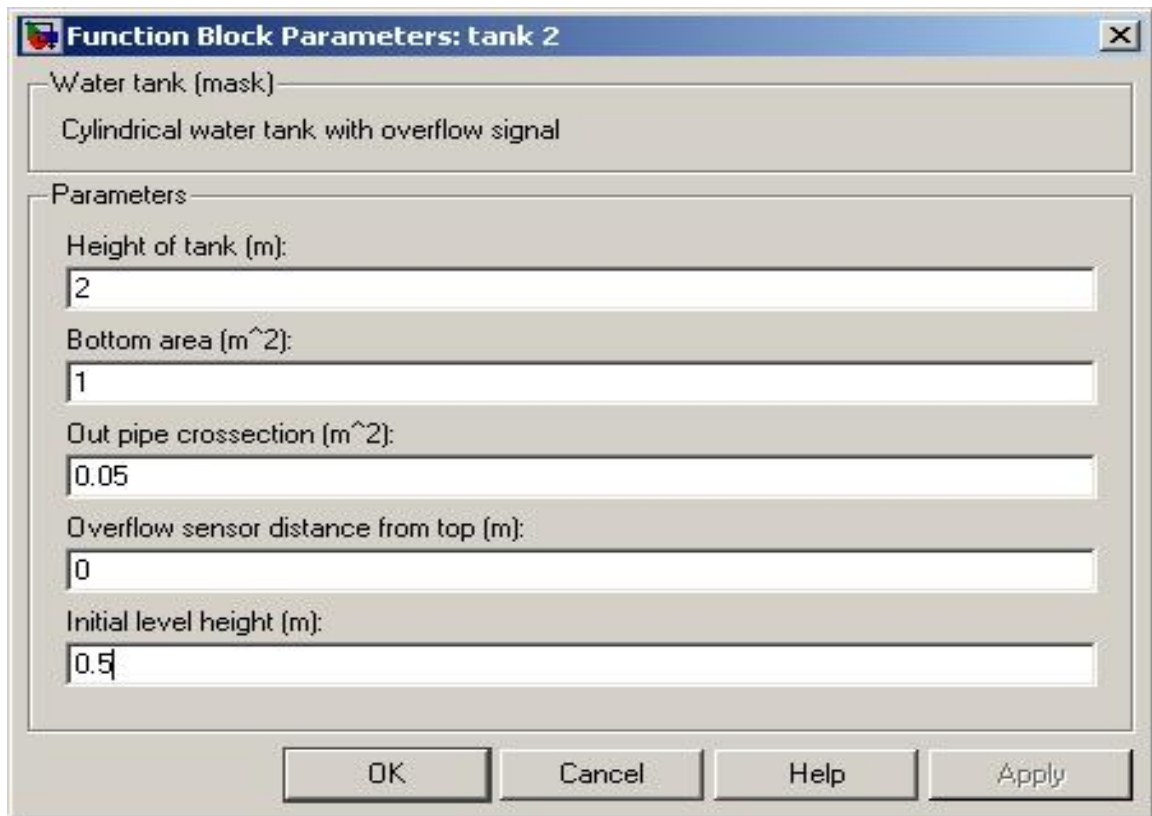 Function Block Parameters: tank 2
Water tank (mask)
Cylindrical water tank with overflow signal
Parameters
Height of tank (m):
2
Bottom area (m^2):
1
Out pipe crossection (m^2):
0.05
Overflow sensor distance from top (m):
0
Initial level height (m):
0.5
OK Cancel Help Apply